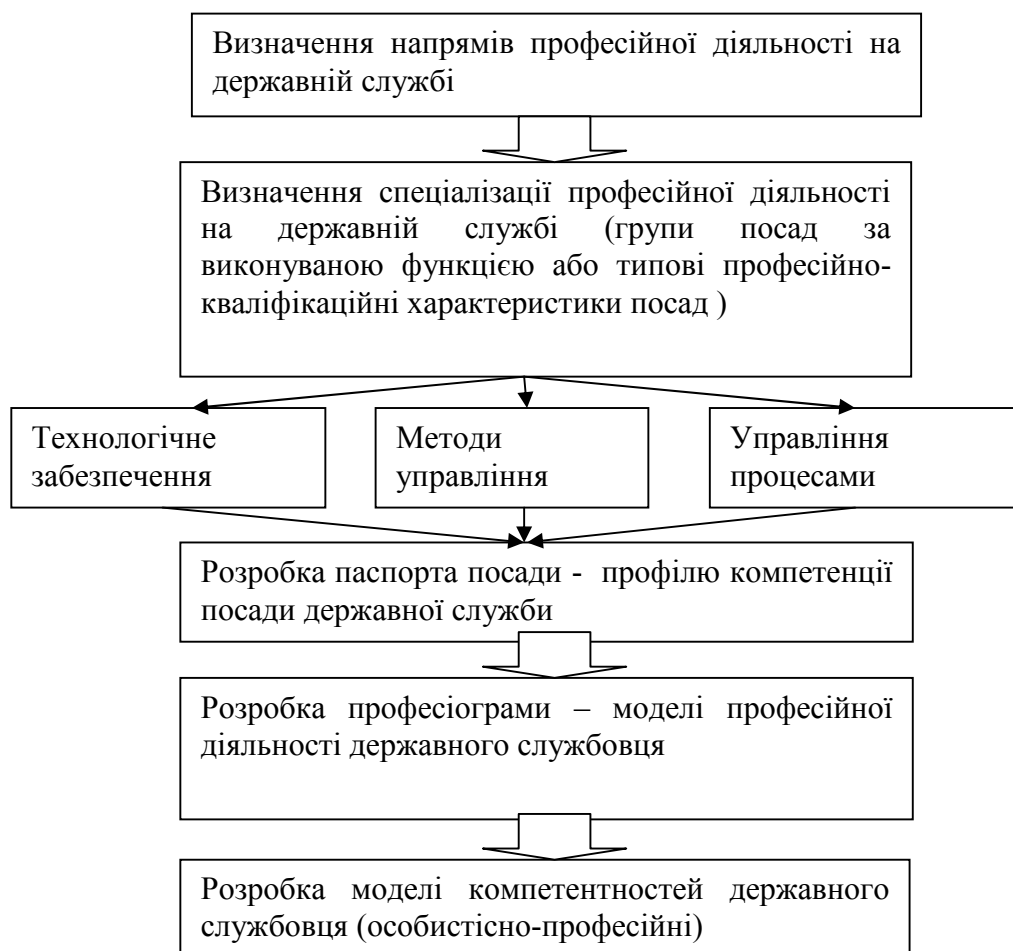 Визначення напрямів професійної діяльності на
державній службі
Визначення спеціалізації професійної діяльності
на державній службі (групи посад за
виконуваною функцією або типові професійно-
кваліфікаційні характеристики посад )
Технологічне
забезпечення
Методи
управління
Управління
процесами
Розробка паспорта посади - профілю компетенції
посади державної служби
Розробка професіограми – моделі професійної
діяльності державного службовця
Розробка моделі компетентностей державного
службовця (особистісно-професійні)